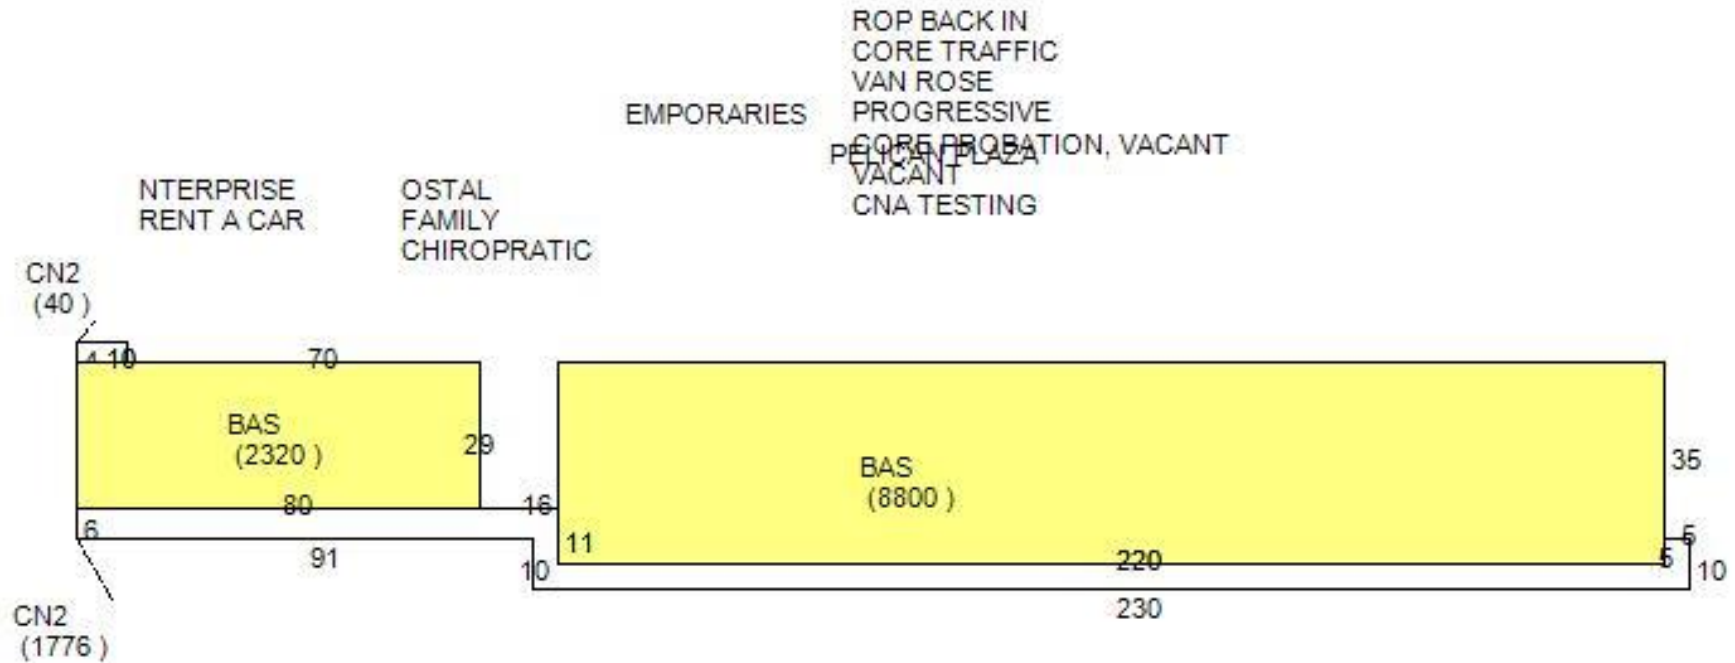 ROP BACK IN
CORE TRAFFIC
VAN ROSE
EMPORARIES
PROGRESSIVE
CORE PROBATION, VACANT
PELICAN PLAZA
VACANT
CNA TESTING
NTERPRISE
RENT A CAR
OSTAL
FAMILY
CHIROPRATIC
CN2
(40 )
4 10
70
BAS
(2320 )
29
80
16
6
91
10
11
BAS
(8800 )
35
5
220
5
10
230
CN2
(1776 )